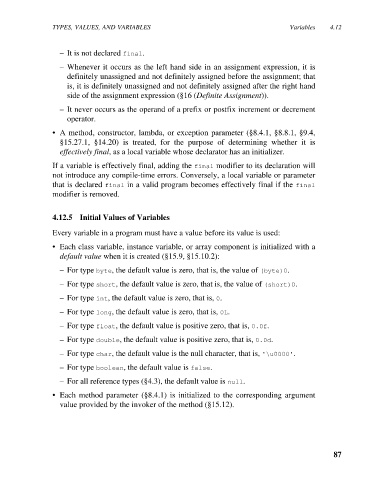 TYPES, VALUES, AND VARIABLES Variables 4.12
– It is not declared final.
– Whenever it occurs as the left hand side in an assignment expression, it is
definitely unassigned and not definitely assigned before the assignment; that
is, it is definitely unassigned and not definitely assigned after the right hand
side of the assignment expression (§16 (Definite Assignment)).
– It never occurs as the operand of a prefix or postfix increment or decrement
operator.
• A method, constructor, lambda, or exception parameter (§8.4.1, §8.8.1, §9.4,
§15.27.1, §14.20) is treated, for the purpose of determining whether it is
effectively final, as a local variable whose declarator has an initializer.
If a variable is effectively final, adding the final modifier to its declaration will
not introduce any compile-time errors. Conversely, a local variable or parameter
that is declared final in a valid program becomes effectively final if the final
modifier is removed.
4.12.5 Initial Values of Variables
Every variable in a program must have a value before its value is used:
• Each class variable, instance variable, or array component is initialized with a
default value when it is created (§15.9, §15.10.2):
– For type byte, the default value is zero, that is, the value of (byte)0.
– For type short, the default value is zero, that is, the value of (short)0.
– For type int, the default value is zero, that is, 0.
– For type long, the default value is zero, that is, 0L.
– For type float, the default value is positive zero, that is, 0.0f.
– For type double, the default value is positive zero, that is, 0.0d.
– For type char, the default value is the null character, that is, '\u0000'.
– For type boolean, the default value is false.
– For all reference types (§4.3), the default value is null.
• Each method parameter (§8.4.1) is initialized to the corresponding argument
value provided by the invoker of the method (§15.12).
87